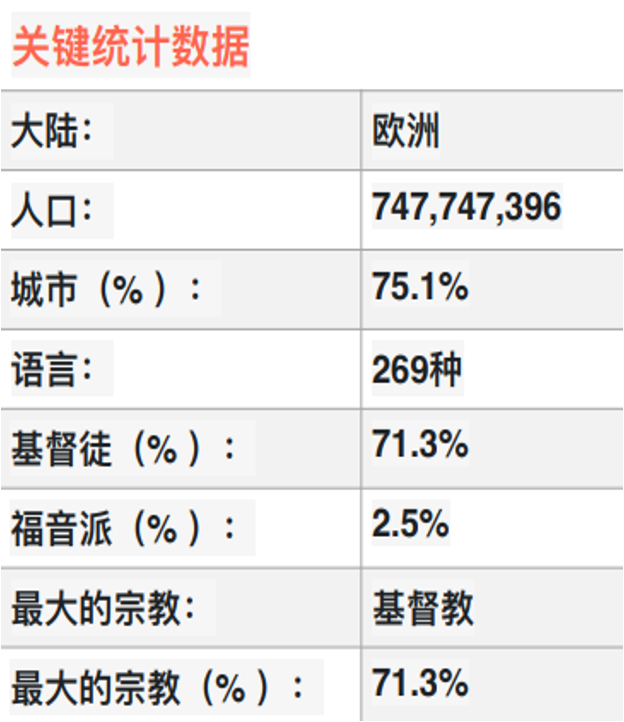 关键统计数据
大陆： 欧洲
人口： 747,747,396
城市（% ）： 75.1%
语言： 269种
基督徒（% ）： 71.3%
福音派（% ）： 2.5%
最大的宗教： 基督教
最大的宗教（% ）： 71.3%